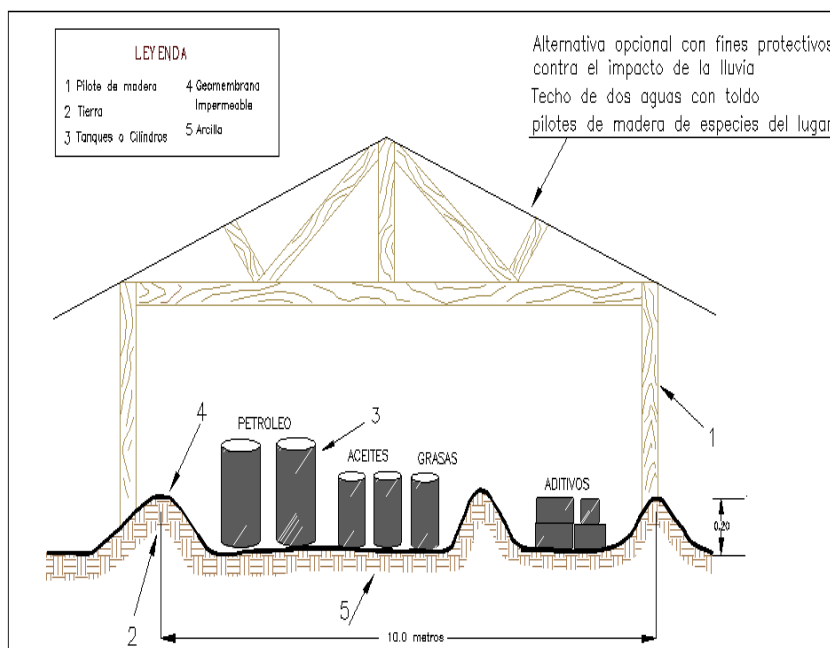 LEYENDA
1 Pilote de madera
2 Tierra
3 Tanques o Cilindros
4 Geomembrana
Impermeable
5 Arcilla
Alternativa opcional con fines protectivos
contra el impacto de la lluvia
Techo de dos aguas con toldo
pilotes de madera de especies del lugar
4
PETROLEO
3
ACEITES
GRASAS
ADITIVOS
1
0.20
2
5
10.0 metros